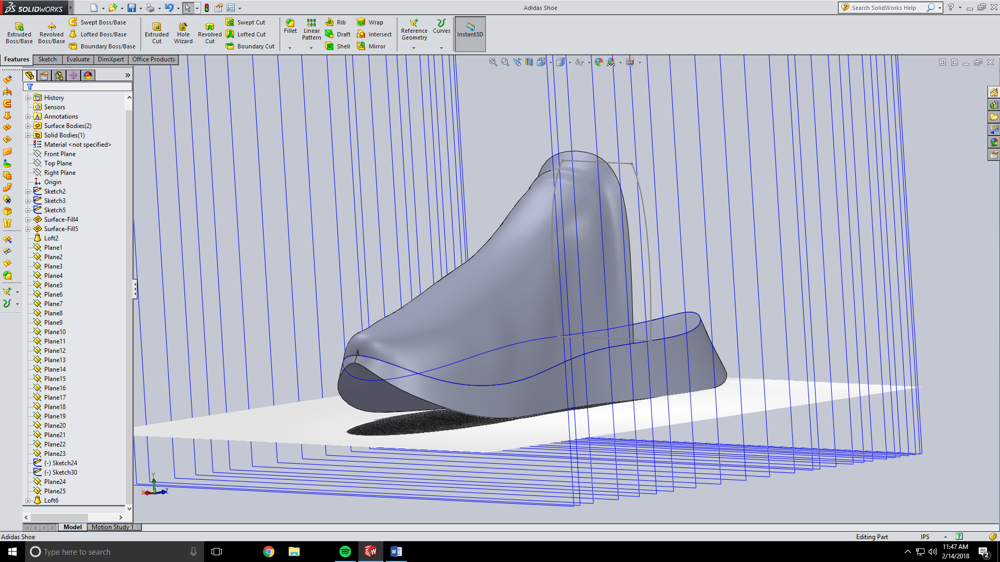 SOLIDWORKS
Adidas Shoe
Search SolidWorks Help
Extruded Boss/Base
Revolved Boss/Base
Swept Boss/Base
Lofted Boss/Base
Boundary Boss/Base
Extruded Cut
Hole Wizard
Revolved Cut
Swept Cut
Lofted Cut
Boundary Cut
Fillet
Linear Pattern
Rib
Draft
Shell
Wrap
Intersect
Mirror
Reference Geometry
Curves
Instant3D
Features
Sketch
Evaluate
DimXpert
Office Products
History
Sensors
Annotations
Surface Bodies(2)
Solid Bodies(1)
Material <not specified>
Front Plane
Top Plane
Right Plane
Origin
Sketch2
Sketch3
Sketch5
Surface-Fill4
Surface-Fill5
Loft2
Plane1
Plane2
Plane3
Plane4
Plane5
Plane6
Plane7
Plane8
Plane9
Plane10
Plane11
Plane12
Plane13
Plane14
Plane15
Plane16
Plane17
Plane18
Plane19
Plane20
Plane21
Plane22
Plane23
(-) Sketch24
(-) Sketch30
Plane24
Plane25
Loft6
Y
X
Z
Model
Motion Study 1
Adidas Shoe
Editing Part
IPS
Type here to search
11:47 AM
2/14/2018
2